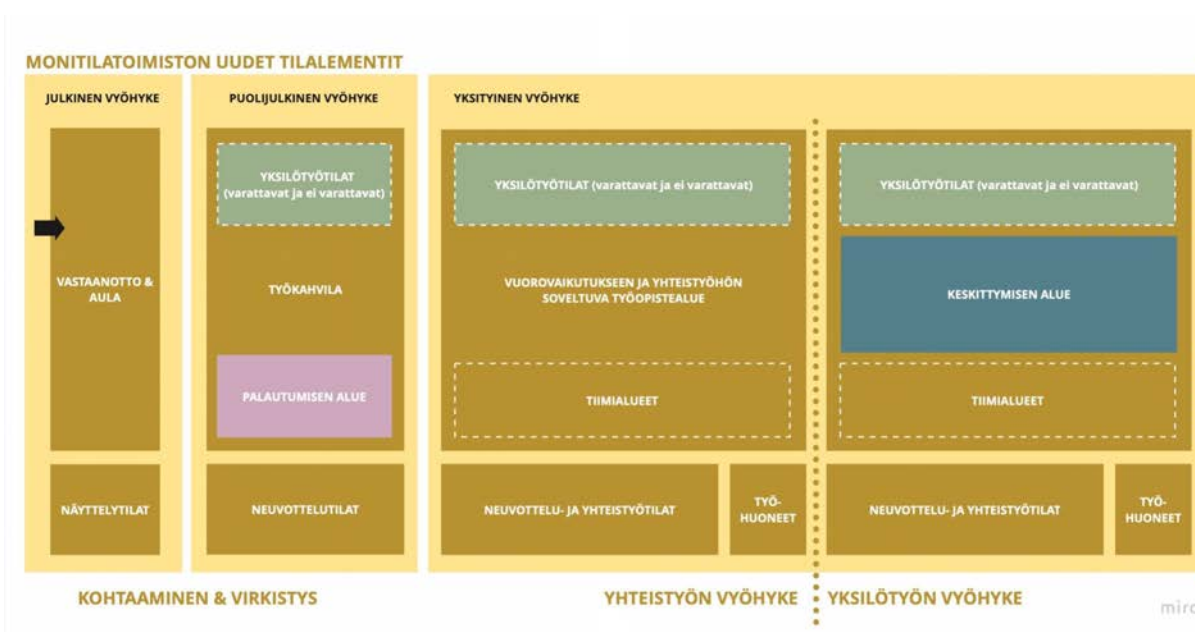 MONITILATOIMISTON UUDET TILALEMENTIT
JULKINEN VYÖHYKE
VASTAANOTTO &
AULA
NÄYTTELYTILAT
PUOLIJULKINEN VYÖHYKE
YKSILÖTYÖTILAT
(varattavat ja ei varattavat)
TYÖKAHVILA
PALAUTUMISEN ALUE
NEUVOTTELUTILAT
YKSITYINEN VYÖHYKE
YKSILÖTYÖTILAT (varattavat ja ei varattavat)
VUOROVAIKUTUKSEEN JA YHTEISTYÖHÖN
SOVELTUVA TYÖPISTEALUE
TIIMIALUEET
NEUVOTTELU- JA YHTEISTYÖTILAT
TYÖ-
HUONEET
YKSILÖTYÖTILAT (varattavat ja ei varattavat)
KESKITTYMISEN ALUE
TIIMIALUEET
NEUVOTTELU- JA YHTEISTYÖTILAT
TYÖ-
HUONEET
KOHTAAMINEN & VIRKISTYS
YHTEISTYÖN VYÖHYKE
YKSILÖTYÖN VYÖHYKE